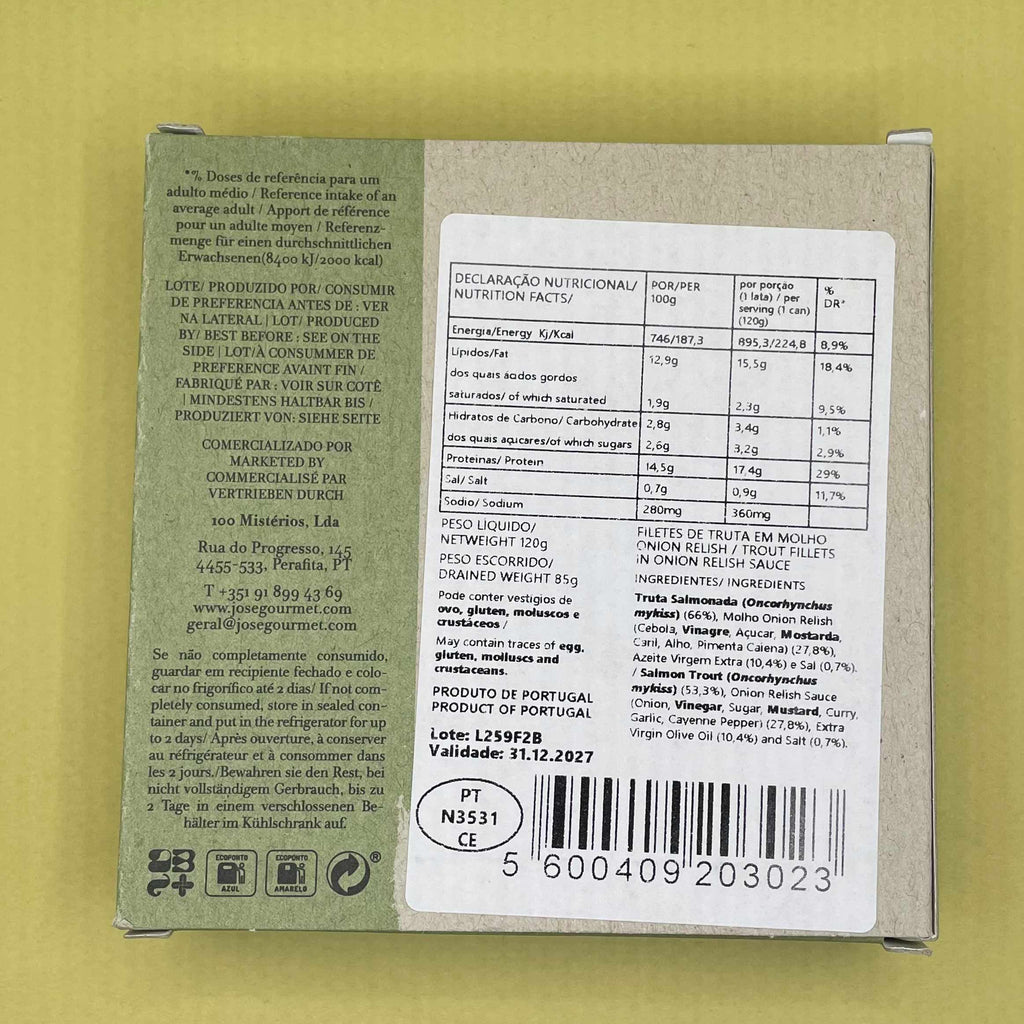 *% Doses de referência para um
adulto médio / Reference intake of an
average adult / Apport de référence
pour un adulte moyen / Referenz-
menge für einen durchschnittlichen
Erwachsenen(8400 kJ/2000 kcal)
LOTE/ PRODUZIDO POR/ CONSUMIR
DE PREFERENCIA ANTES DE : VER
NA LATERAL | LOT/ PRODUCED
BY/ BEST BEFORE : SEE ON THE
SIDE | LOT/À CONSUMMER DE
PREFERENCE AVAINT FIN /
FABRIQUÉ PAR : VOIR SUR COTÊ
| MINDESTENS HALTBAR BIS /
PRODUZIERT VON: SIEHE SEITE
COMERCIALIZADO POR
MARKETED BY
COMMERCIALISÉ PAR
VERTRIEBEN DURCH
100 Mistérios, Lda
Rua do Progresso, 145
4455-533, Perafita, PT
T +351 91 899 43 69
www.josegourmet.com
geral@josegourmet.com
Se não completamente consumido,
guardar em recipiente fechado e colo-
car no frigorífico até 2 dias/ If not com-
pletely consumed, store in sealed con-
tainer and put in the refrigerator for up
to 2 days/ Après ouverture, à conserver
au réfrigérateur et à consommer dans
les 2 jours./Bewahren sie den Rest, bei
nicht vollständigem Gerbrauch, bis zu
2 Tage in einem verschlossenen Be-
hälter im Kühlschrank auf.
ECOPONTO AZUL
ECOPONTO AMARELO
®
DECLARAÇÃO NUTRICIONAL/ NUTRITION FACTS/ POR/PER 100g por porção (1 lata) / per serving (1 can) (120g) % DR*
Energia/Energy Kj/Kcal 746/187,3 895,3/224,8 8,9%
Lípidos/Fat 12,9g 15,5g 18,4%
dos quais ácidos gordos
saturados/ of which saturated 1,9g 2,3g 9,5%
Hidratos de Carbono/ Carbohydrate 2,8g 3,4g 1,1%
dos quais açucares/of which sugars 2,6g 3,2g 2,9%
Proteinas/ Protein 14,5g 17,4g 29%
Sal/ Salt 0,7g 0,9g 11,7%
Sodio/ Sodium 280mg 360mg
PESO LÍQUIDO/
NETWEIGHT 120g
PESO ESCORRIDO/
DRAINED WEIGHT 85g
Pode conter vestígios de
ovo, gluten, moluscos e
crustáceos /
May contain traces of egg,
gluten, molluscs and
crustaceans.
PRODUTO DE PORTUGAL
PRODUCT OF PORTUGAL
Lote: L259F2B
Validade: 31.12.2027
FILETES DE TRUTA EM MOLHO
ONION RELISH / TROUT FILLETS
IN ONION RELISH SAUCE
INGREDIENTES/ INGREDIENTS
Truta Salmonada (Oncorhynchus
mykiss) (66%), Molho Onion Relish
(Cebola, Vinagre, Açucar, Mostarda,
Caril, Alho, Pimenta Caiena) (27,8%),
Azeite Virgem Extra (10,4%) e Sal (0,7%).
/ Salmon Trout (Oncorhynchus
mykiss) (53,3%), Onion Relish Sauce
(Onion, Vinegar, Sugar, Mustard, Curry,
Garlic, Cayenne Pepper) (27,8%), Extra
Virgin Olive Oil (10,4%) and Salt (0,7%).
PT
N3531
CE
5 600409 203023